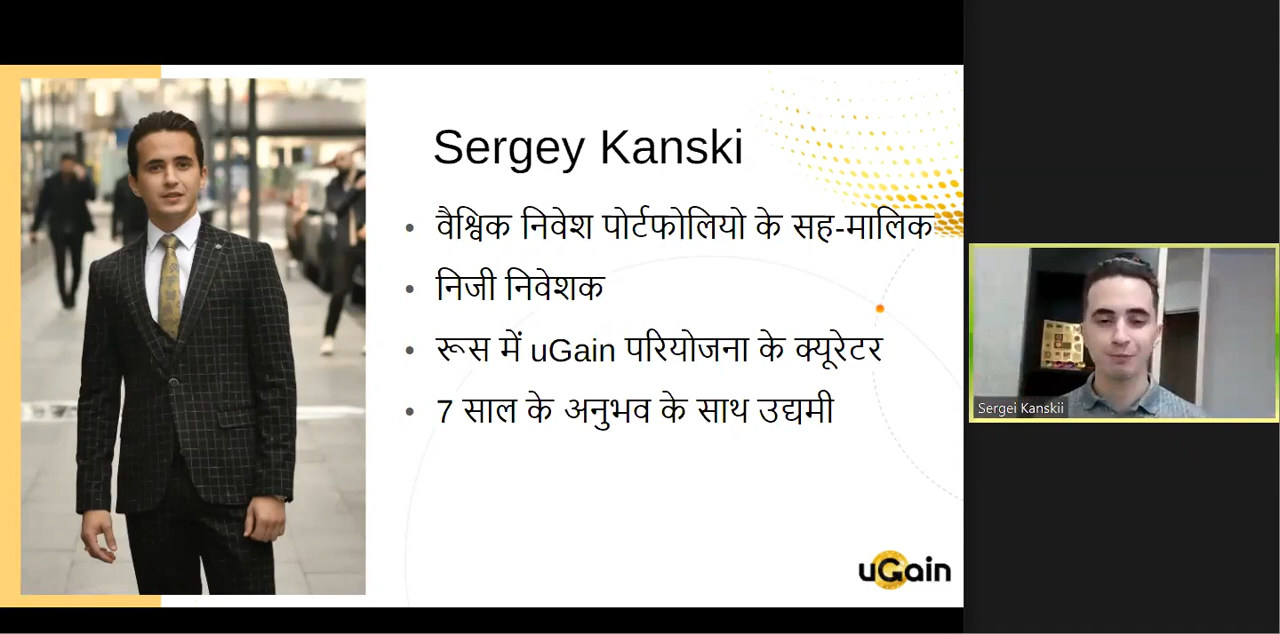 Sergey Kanski
• वैश्विक निवेश पोर्टफोलियो के सह-मालिक
• निजी निवेशक
• रूस में uGain परियोजना के क्यूरेटर
• 7 साल के अनुभव के साथ उद्यमी
uGain
Sergei Kanskii